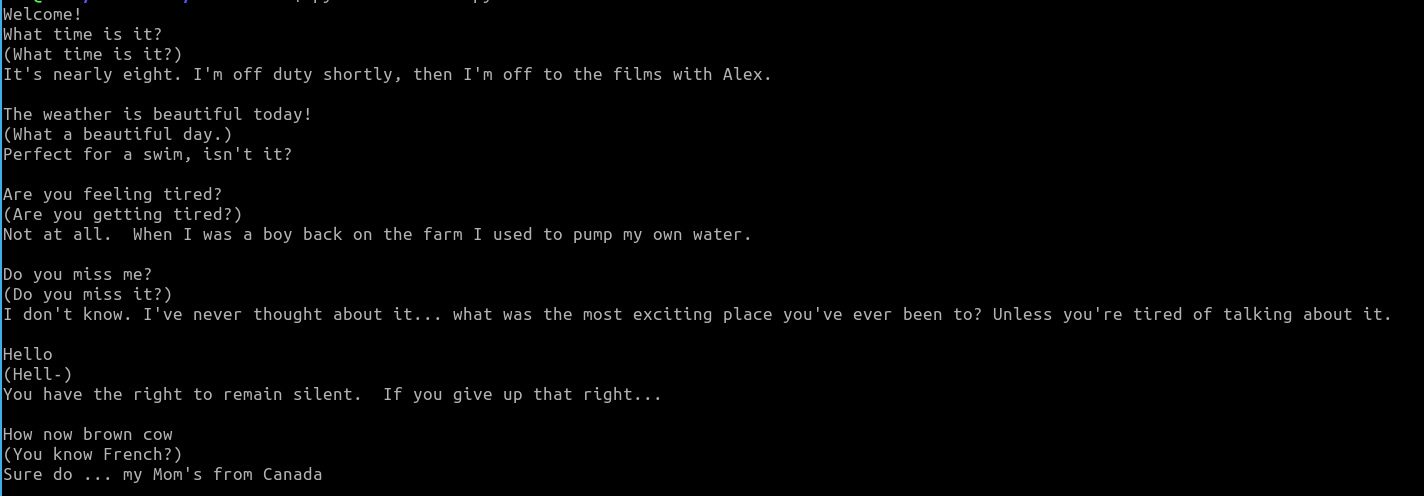 Welcome!
What time is it?
(What time is it?)
It's nearly eight. I'm off duty shortly, then I'm off to the films with Alex.
The weather is beautiful today!
(What a beautiful day.)
Perfect for a swim, isn't it?
Are you feeling tired?
(Are you getting tired?)
Not at all.  When I was a boy back on the farm I used to pump my own water.
Do you miss me?
(Do you miss it?)
I don't know. I've never thought about it... what was the most exciting place you've ever been to? Unless you're tired of talking about it.
Hello
(Hell-)
You have the right to remain silent.  If you give up that right...
How now brown cow
(You know French?)
Sure do ... my Mom's from Canada